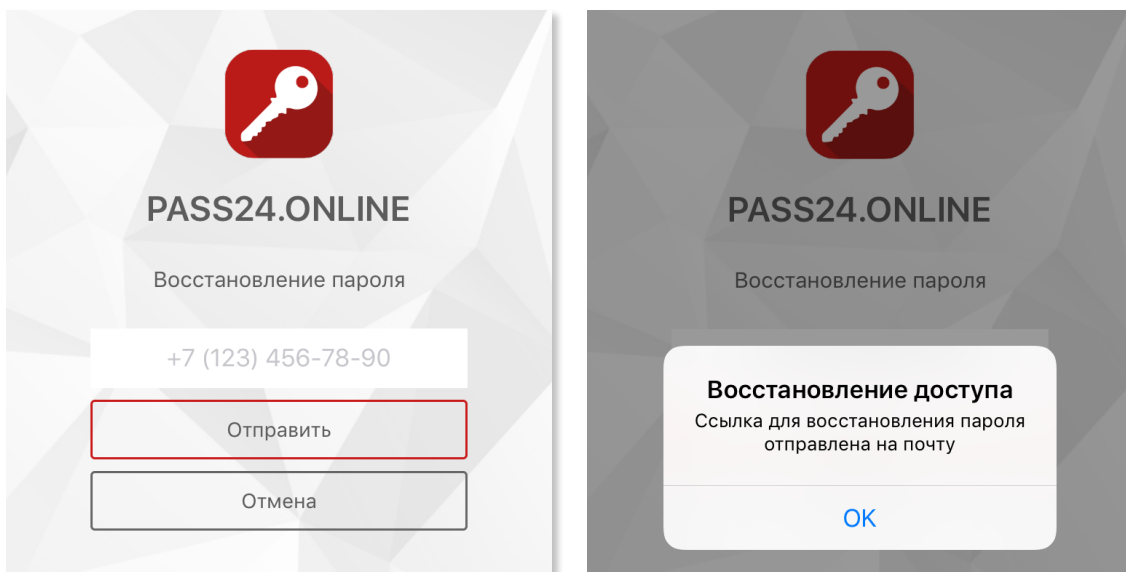 PASS24.ONLINE
Восстановление пароля
+7 (123) 456-78-90
Отправить
Отмена
PASS24.ONLINE
Восстановление пароля
Восстановление доступа
Ссылка для восстановления пароля
отправлена на почту
OK